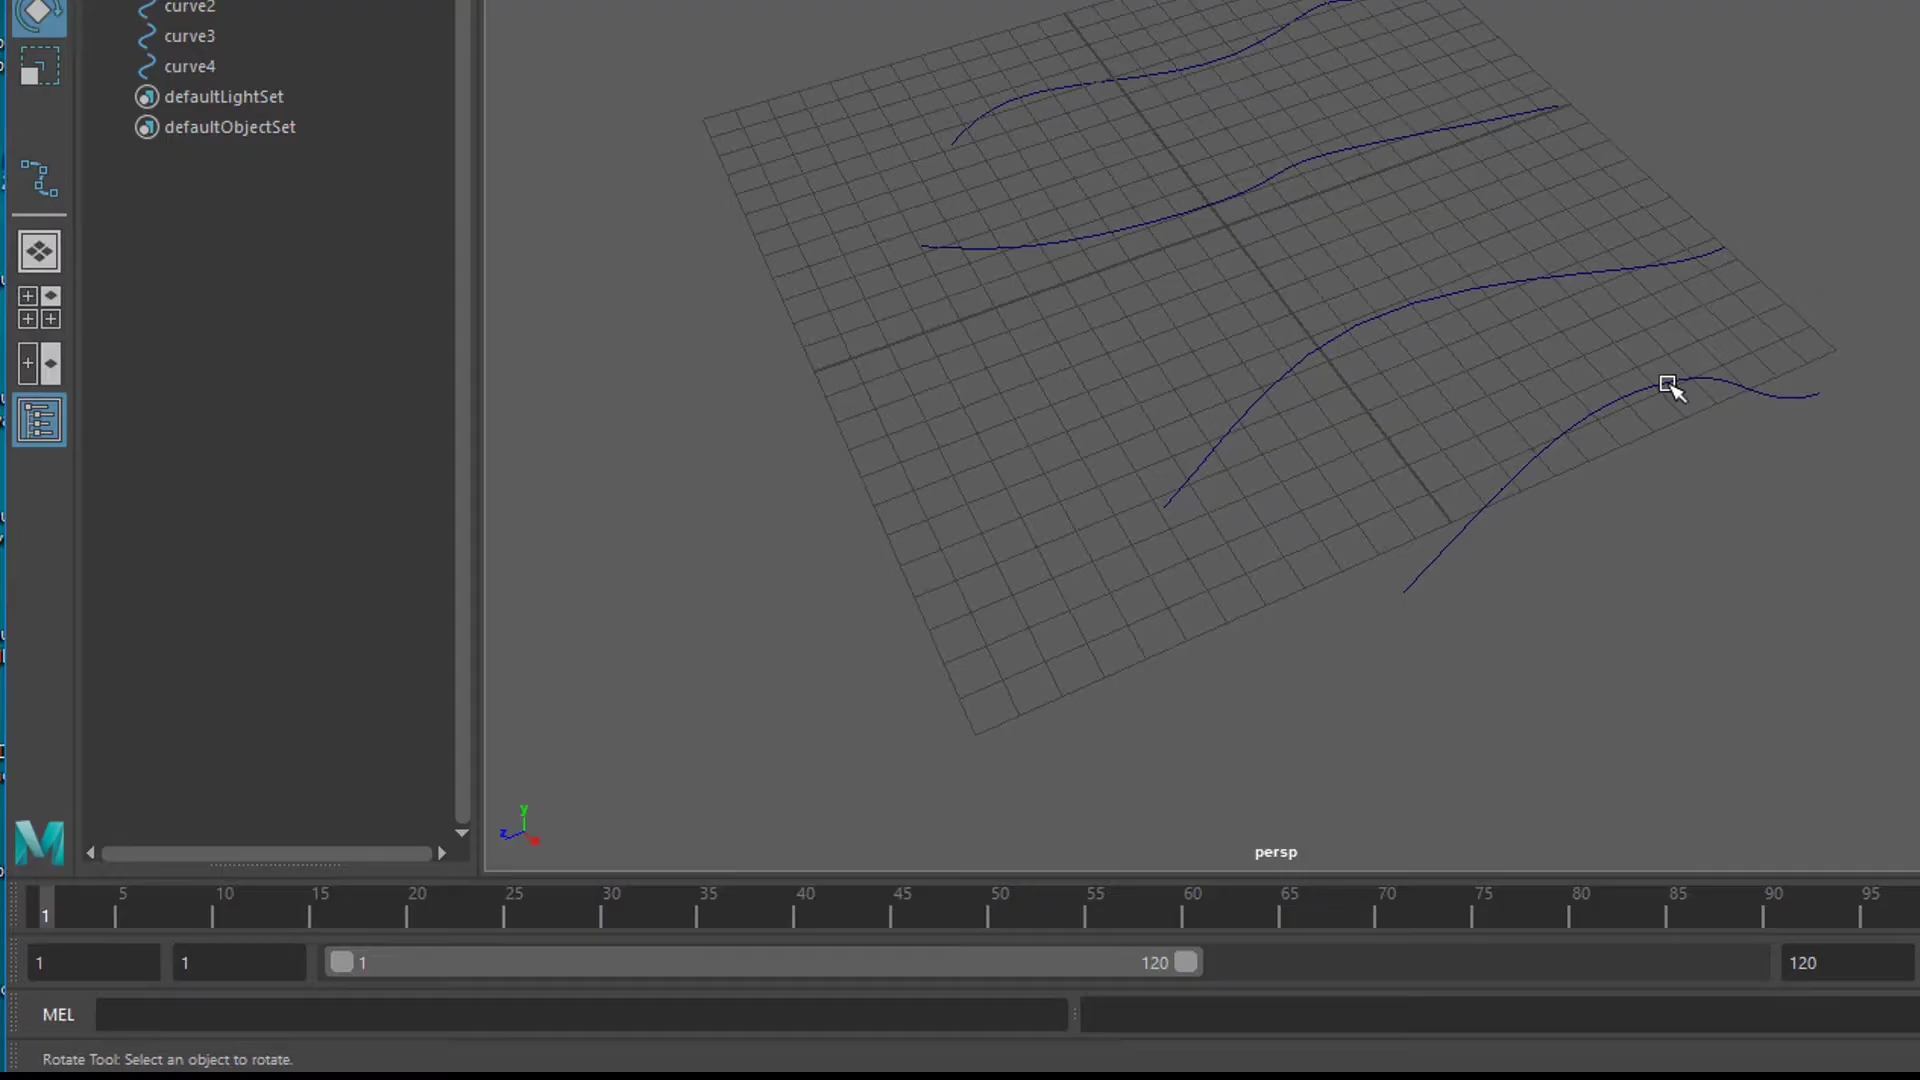 curve2
curve3
curve4
defaultLightSet
defaultObjectSet
y
z
persp
5 10 15 20 25 30 35 40 45 50 55 60 65 70 75 80 85 90 95
1
1 1 1 120 120
MEL
Rotate Tool: Select an object to rotate.